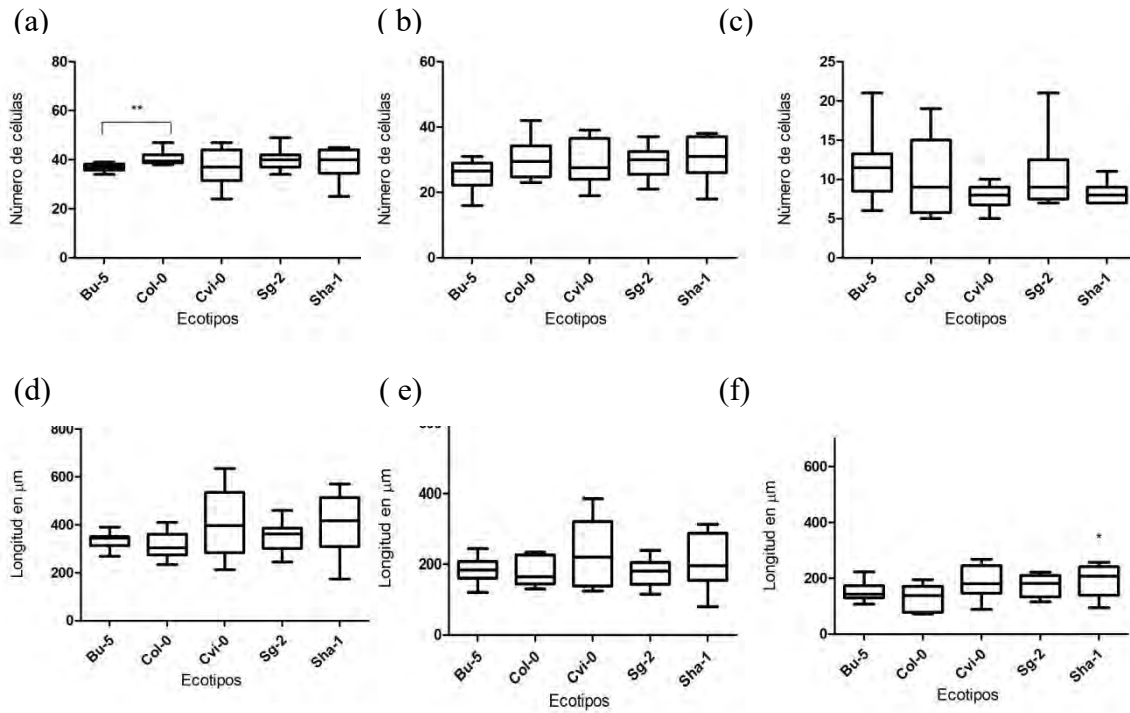 (a)
Número de células
80
60
40
20
0
**
Bu-5
Col-0
Cvi-0
Sg-2
Sha-1
Ecotipos
( b)
Número de células
60
40
20
0
Bu-5
Col-0
Cvi-0
Sg-2
Sha-1
Ecotipos
(c)
Número de células
25
20
15
10
5
0
Bu-5
Col-0
Cvi-0
Sg-2
Sha-1
Ecotipos
(d)
Longitud en μm
800
600
400
200
0
Bu-5
Col-0
Cvi-0
Sg-2
Sha-1
Ecotipos
( e)
Longitud en μm
400
200
0
Bu-5
Col-0
Cvi-0
Sg-2
Sha-1
Ecotipos
(f)
Longitud en μm
600
400
200
0
*
Bu-5
Col-0
Cvi-0
Sg-2
Sha-1
Ecotipos